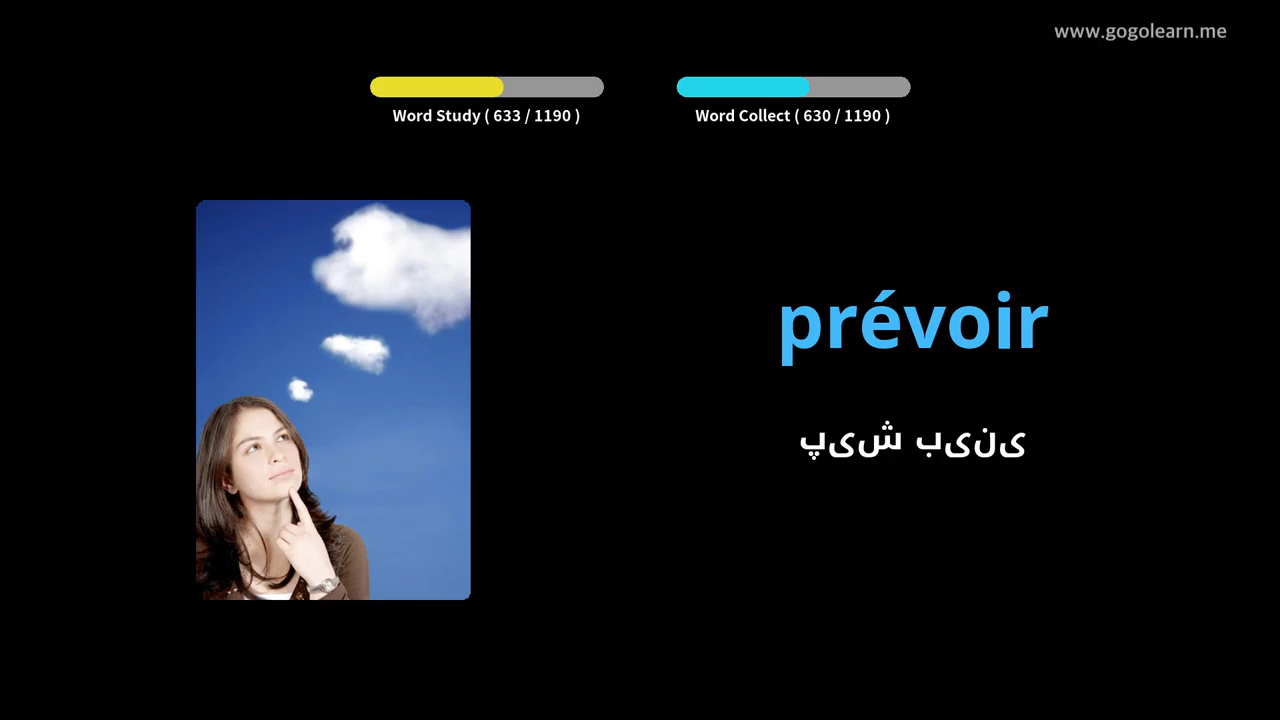 www.gogolearn.me
Word Study ( 633 / 1190 )
Word Collect ( 630 / 1190 )
prévoir
پیش بینی